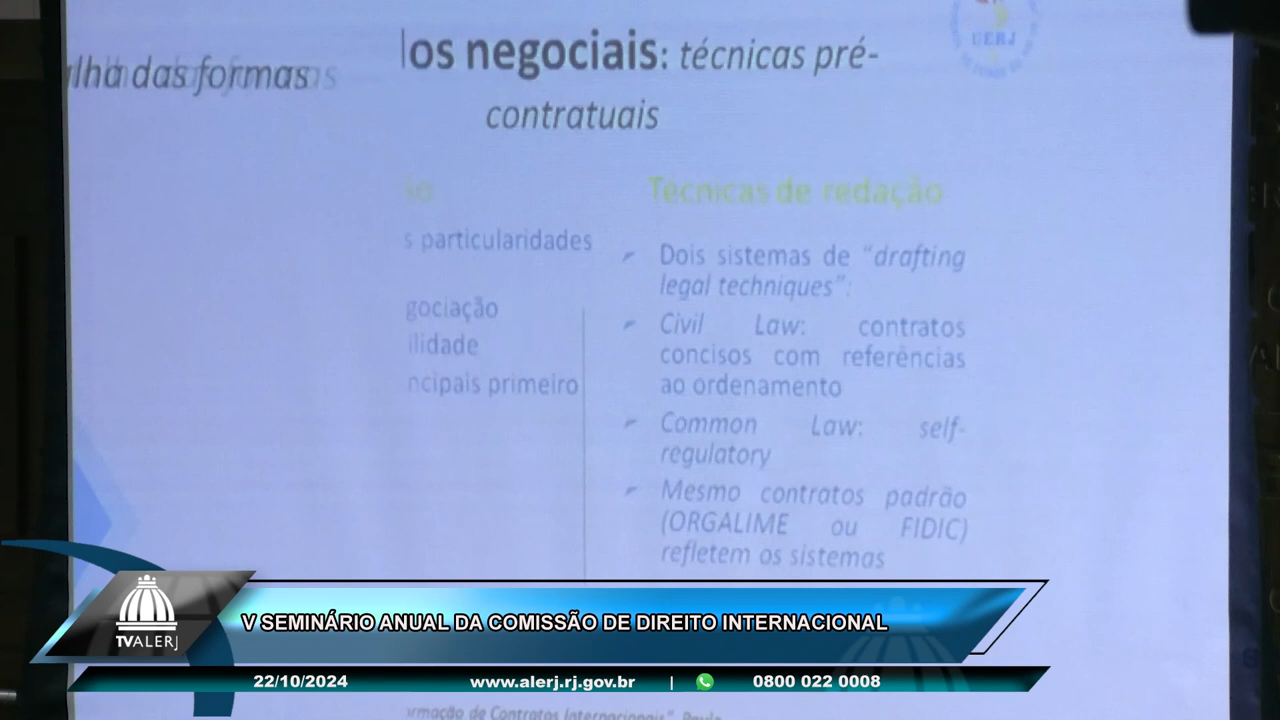 los negociais: técnicas pré-
contratuais
das formas
UERJ
Técnicas de redação
particularidades
Dois sistemas de “drafting
legal techniques”:
Civil Law: contratos
concisos com referências
ao ordenamento
Common Law: self-
regulatory
Mesmo contratos padrão
(ORGALIME ou FIDIC)
refletem os sistemas
gociação
ilidade
ncipais primeiro
V SEMINÁRIO ANUAL DA COMISSÃO DE DIREITO INTERNACIONAL
TVALERJ
22/10/2024 www.alerj.rj.gov.br | 0800 022 0008
de Contratos Internacionais”